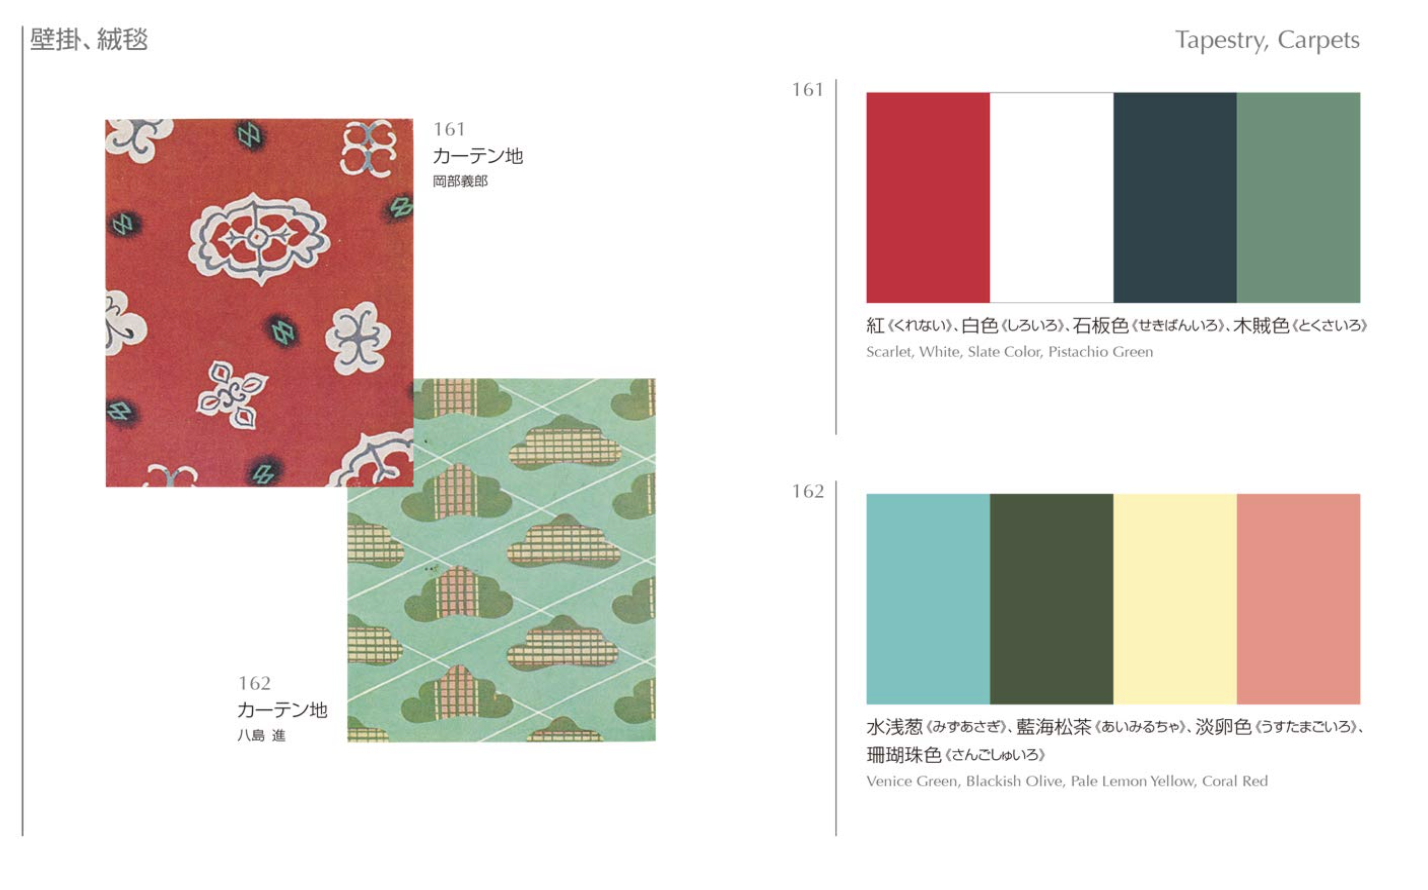 壁掛、絨毯
Tapestry, Carpets
161
カーテン地
岡部義郎
162
カーテン地
八島 進
161
紅《くれない》、白色《しろいろ》、石板色《せきばんいろ》、木賊色《とくさいろ》
Scarlet, White, Slate Color, Pistachio Green
162
水浅葱《みずあさぎ》、藍海松茶《あいみるちゃ》、淡卵色《うすたまごいろ》、
珊瑚珠色《さんごしゅいろ》
Venice Green, Blackish Olive, Pale Lemon Yellow, Coral Red